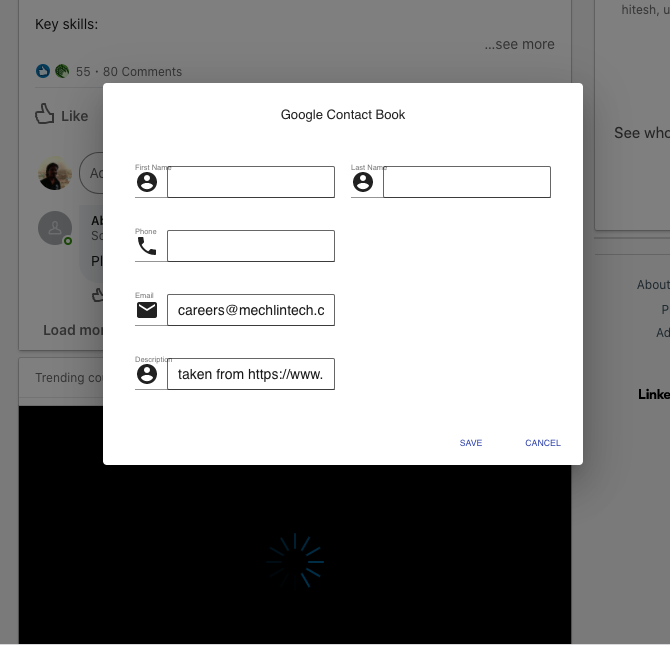 hitesh, u
Key skills:
...see more
55 · 80 Comments
Like
See who
Google Contact Book
First Name
Last Name
Ad
Phone
Ab
So
Pl
Email
careers@mechlintech.c
About
P
Ad
Load mor
Description
taken from https://www.
Trending co
Linke
SAVE
CANCEL